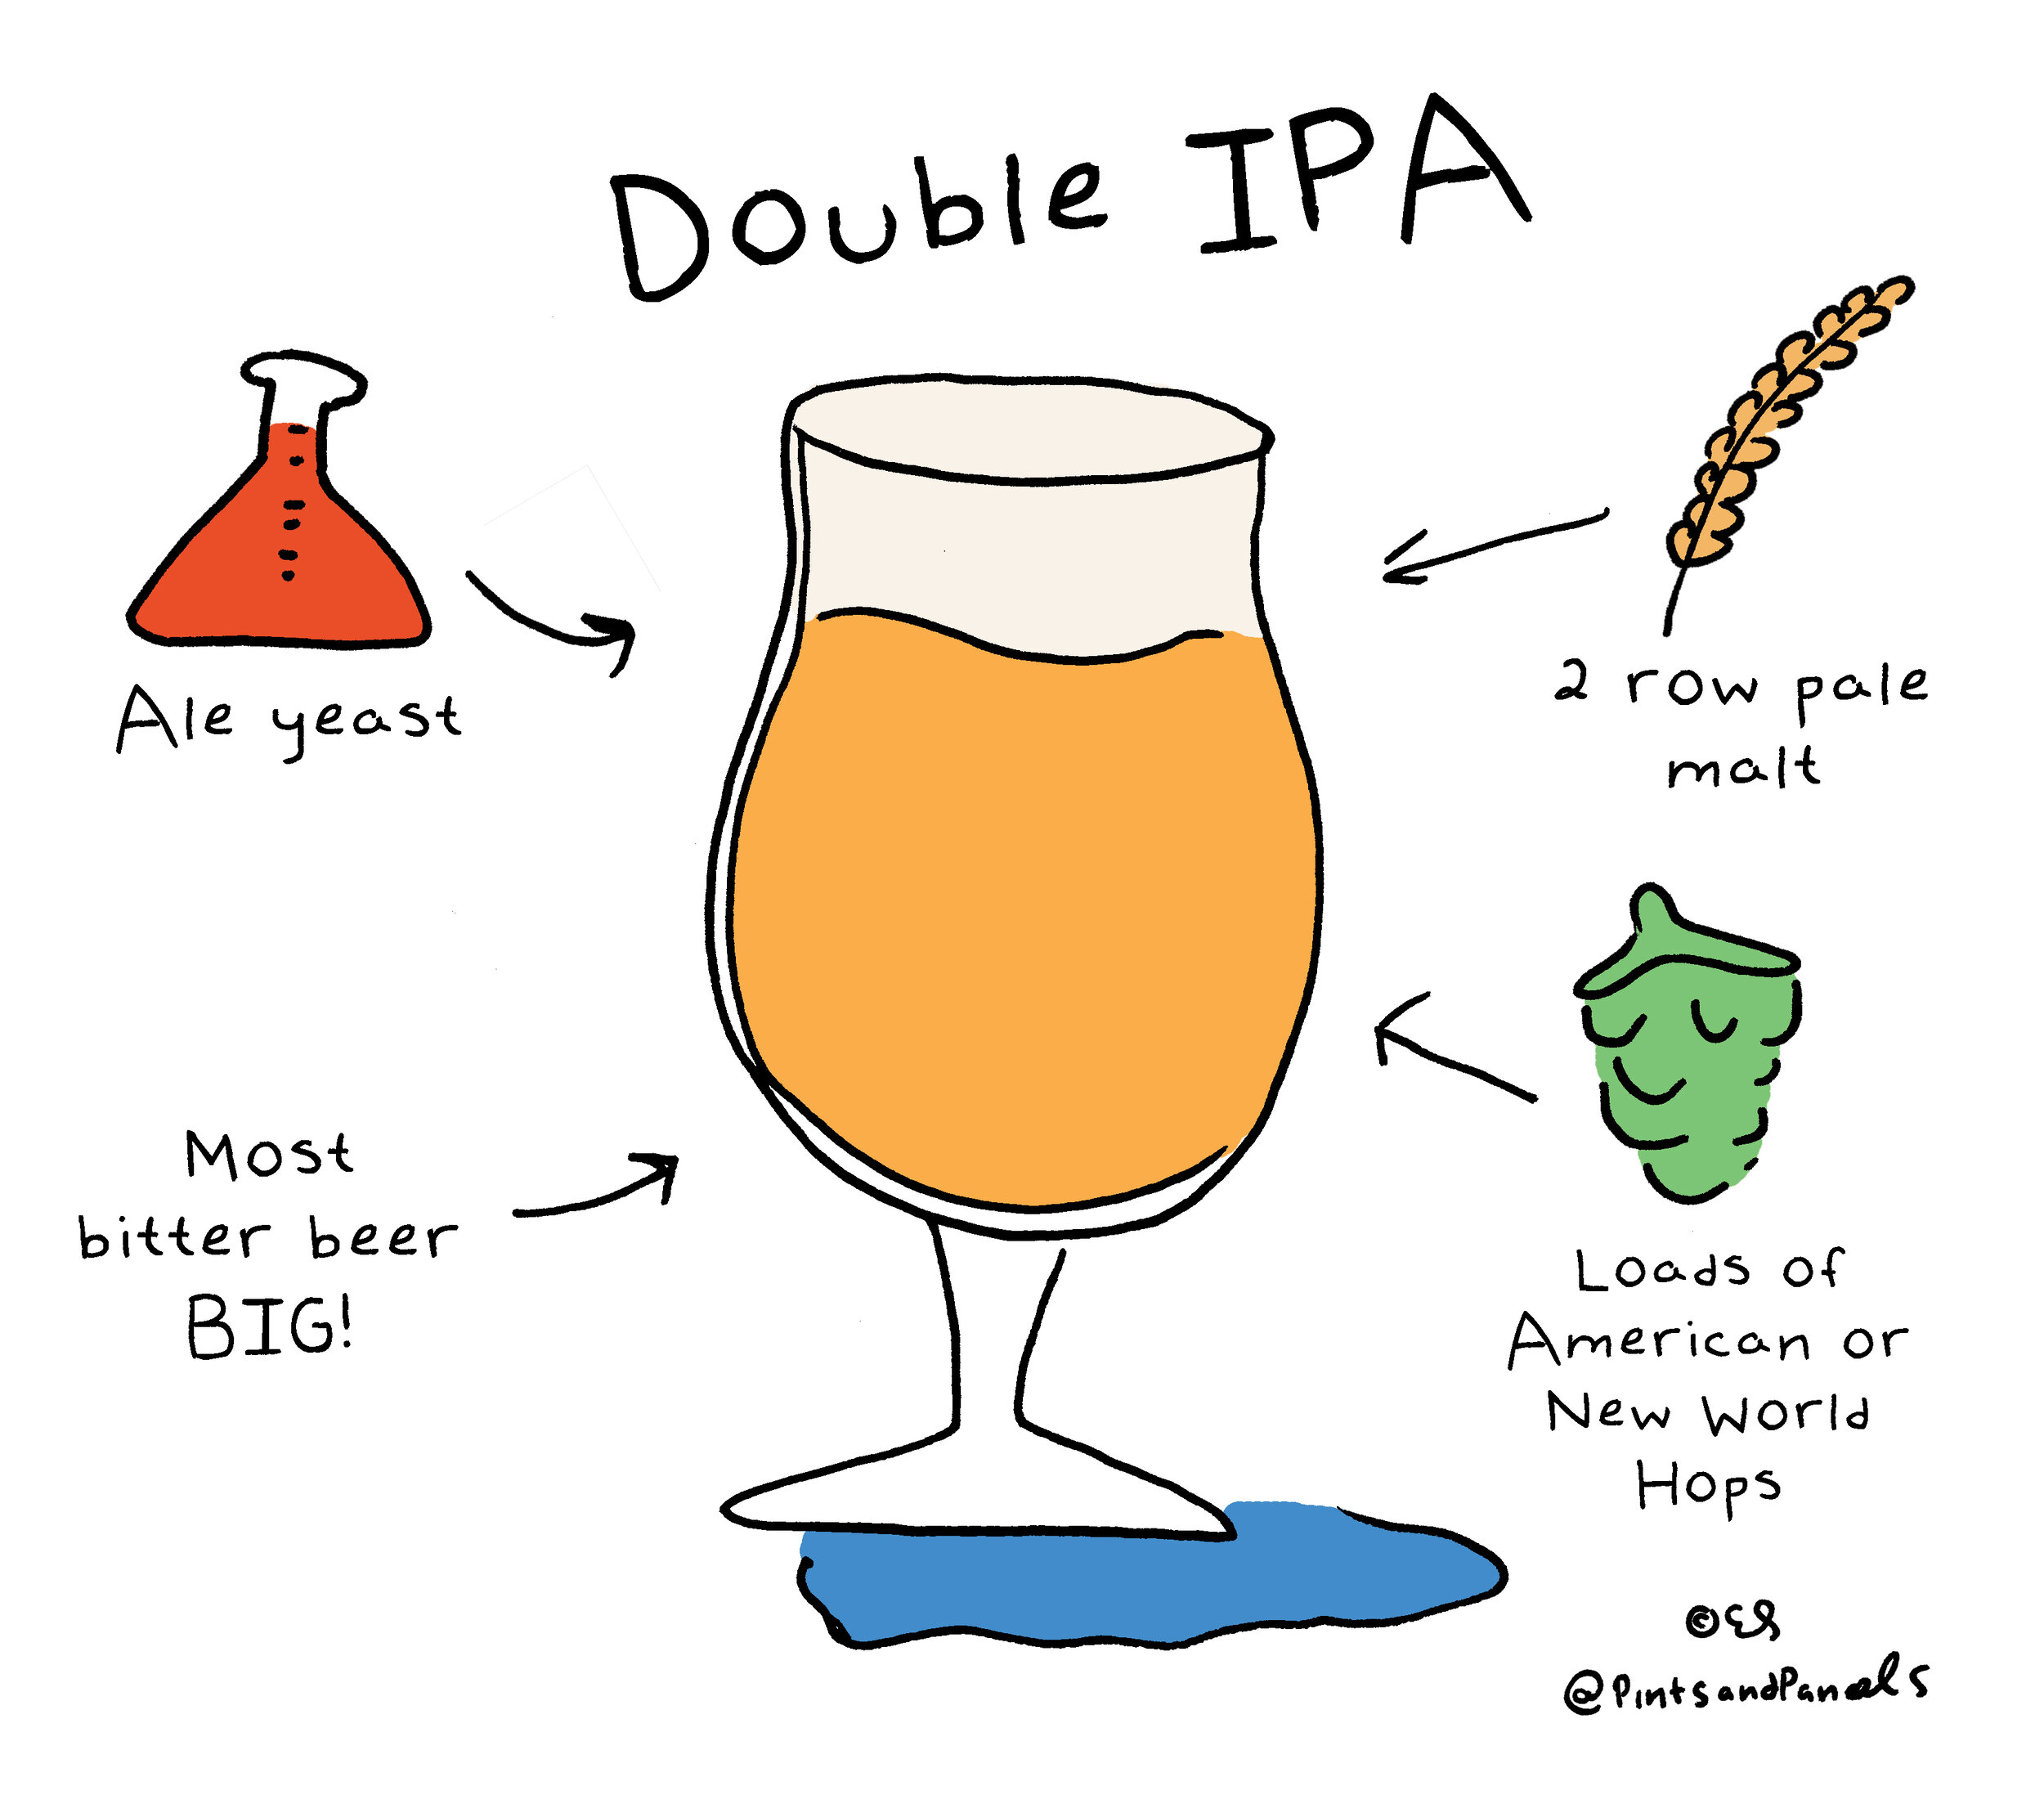 Double IPA
Ale yeast
2 row pale
malt
Most
bitter beer
BIG!
Loads of
American or
New World
Hops
©ES
@PintsandPanels